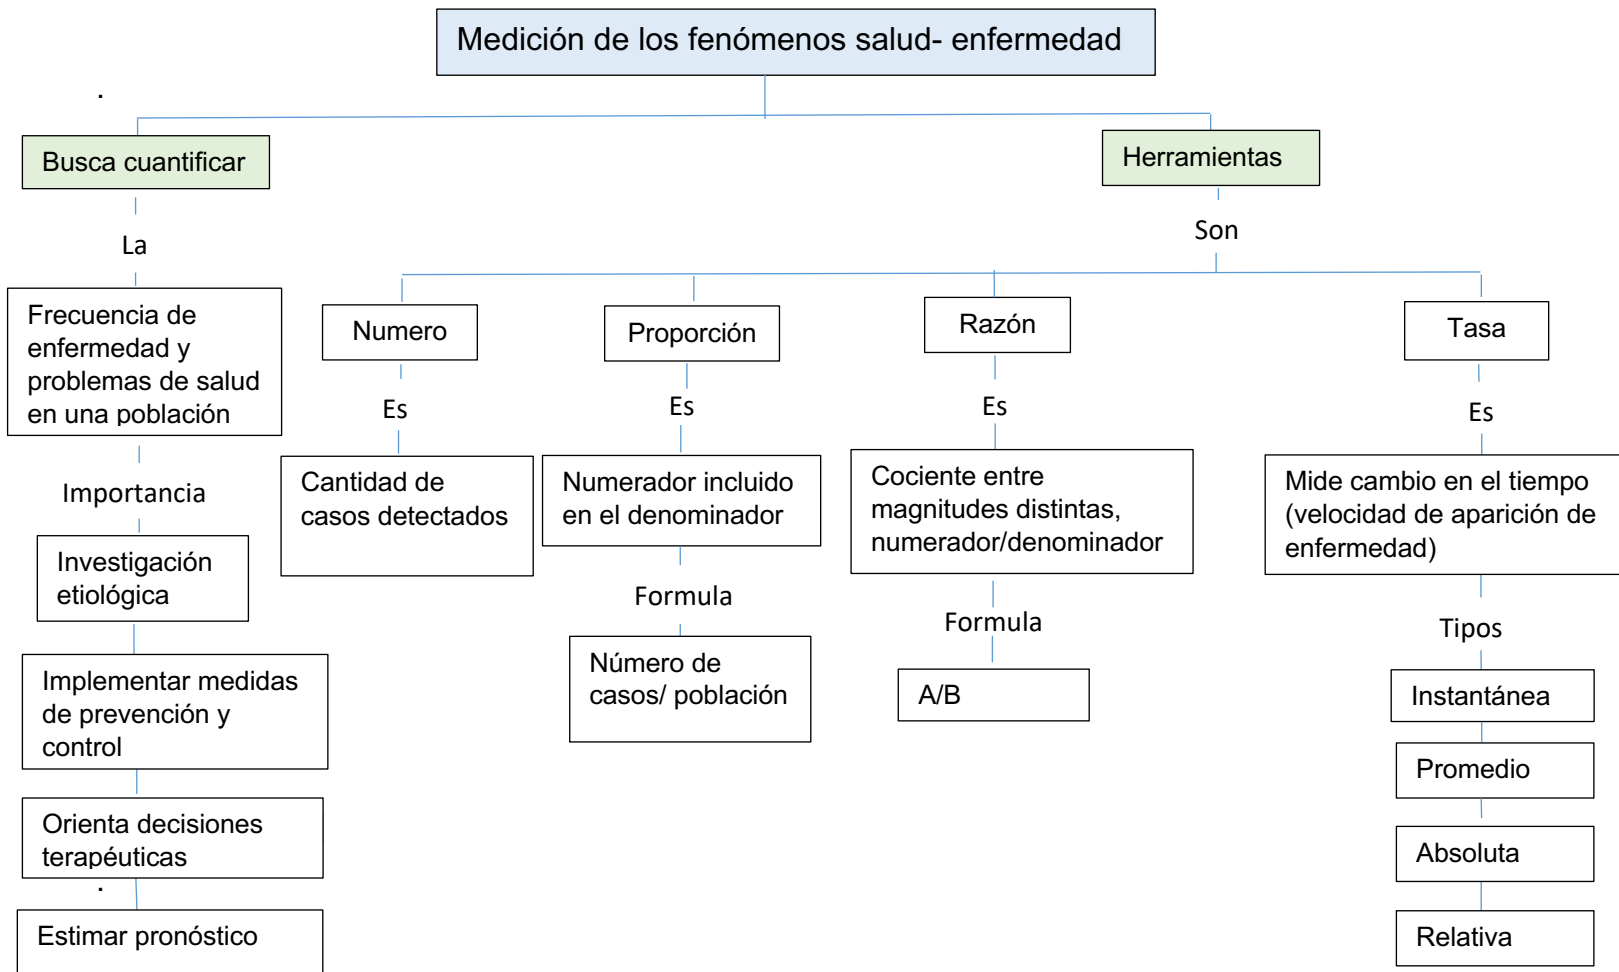 Medición de los fenómenos salud- enfermedad
.
Busca cuantificar
Herramientas
La
Son
Frecuencia de
enfermedad y
problemas de salud
en una población
Numero
Proporción
Razón
Tasa
Es
Es
Es
Es
Importancia
Cantidad de
casos detectados
Numerador incluido
en el denominador
Cociente entre
magnitudes distintas,
numerador/denominador
Mide cambio en el tiempo
(velocidad de aparición de
enfermedad)
Investigación
etiológica
Formula
Formula
Tipos
Implementar medidas
de prevención y
control
Número de
casos/ población
A/B
Instantánea
Promedio
Orienta decisiones
terapéuticas
Absoluta
.
Estimar pronóstico
Relativa